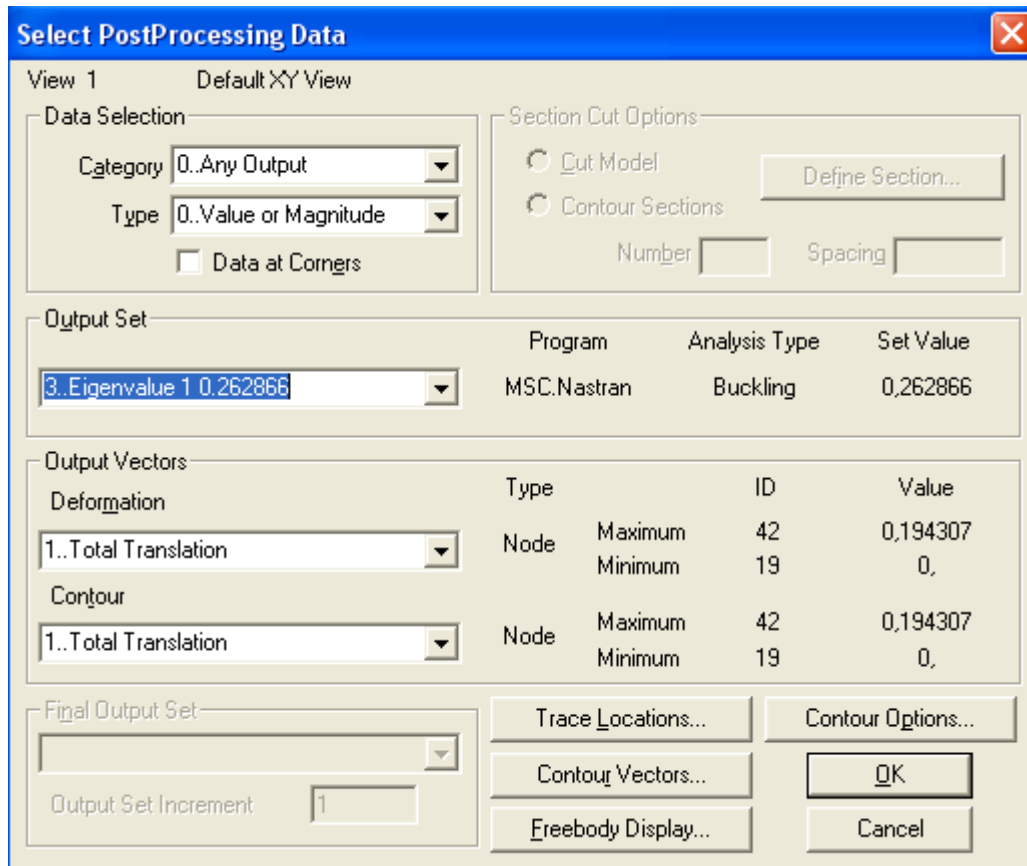 Select PostProcessing Data
View 1 Default XY View
Data Selection
Category 0..Any Output
Type 0..Value or Magnitude
Data at Corners
Section Cut Options
Cut Model
Contour Sections
Define Section...
Number Spacing
Output Set
3..Eigenvalue 1 0.262866
Program Analysis Type Set Value
MSC.Nastran Buckling 0,262866
Output Vectors
Deformation
1..Total Translation
Contour
1..Total Translation
Type ID Value
Node Maximum 42 0,194307
Minimum 19 0,
Node Maximum 42 0,194307
Minimum 19 0,
Final Output Set
Output Set Increment 1
Trace Locations... Contour Options...
Contour Vectors... OK
Freebody Display... Cancel